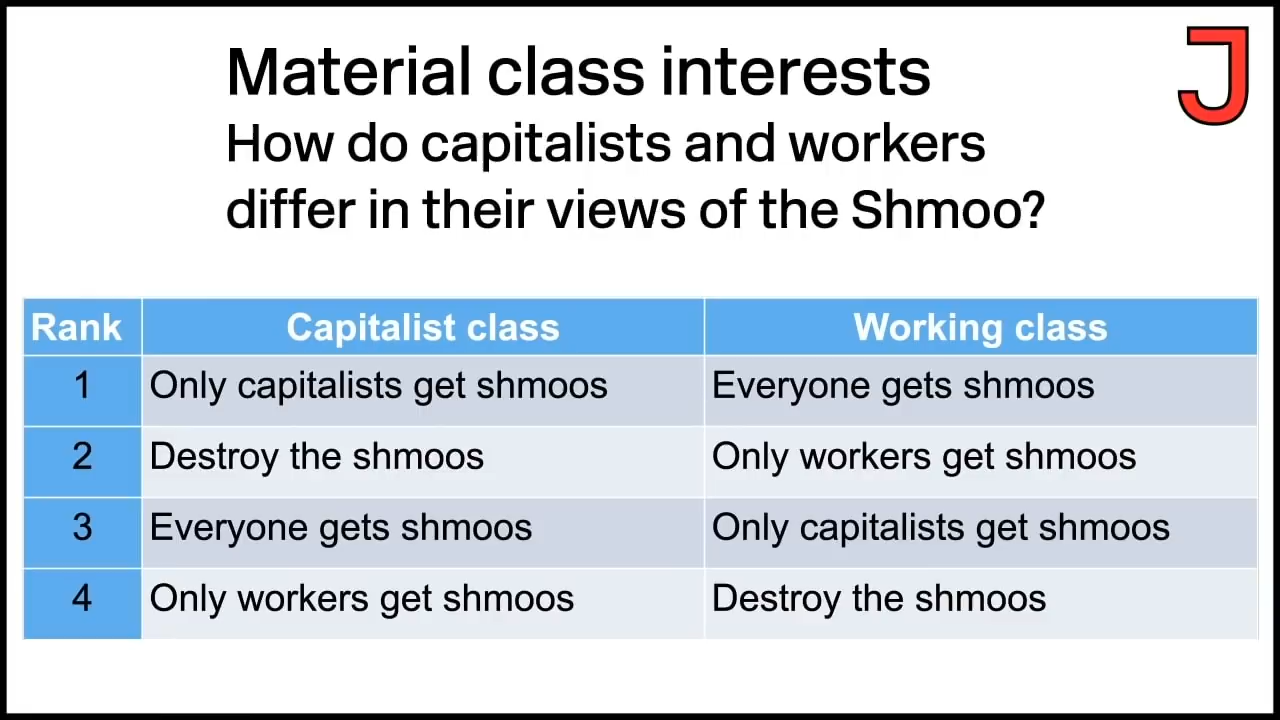 Material class interests
How do capitalists and workers
differ in their views of the Shmoo?
J
Rank Capitalist class Working class
1 Only capitalists get shmoos Everyone gets shmoos
2 Destroy the shmoos Only workers get shmoos
3 Everyone gets shmoos Only capitalists get shmoos
4 Only workers get shmoos Destroy the shmoos